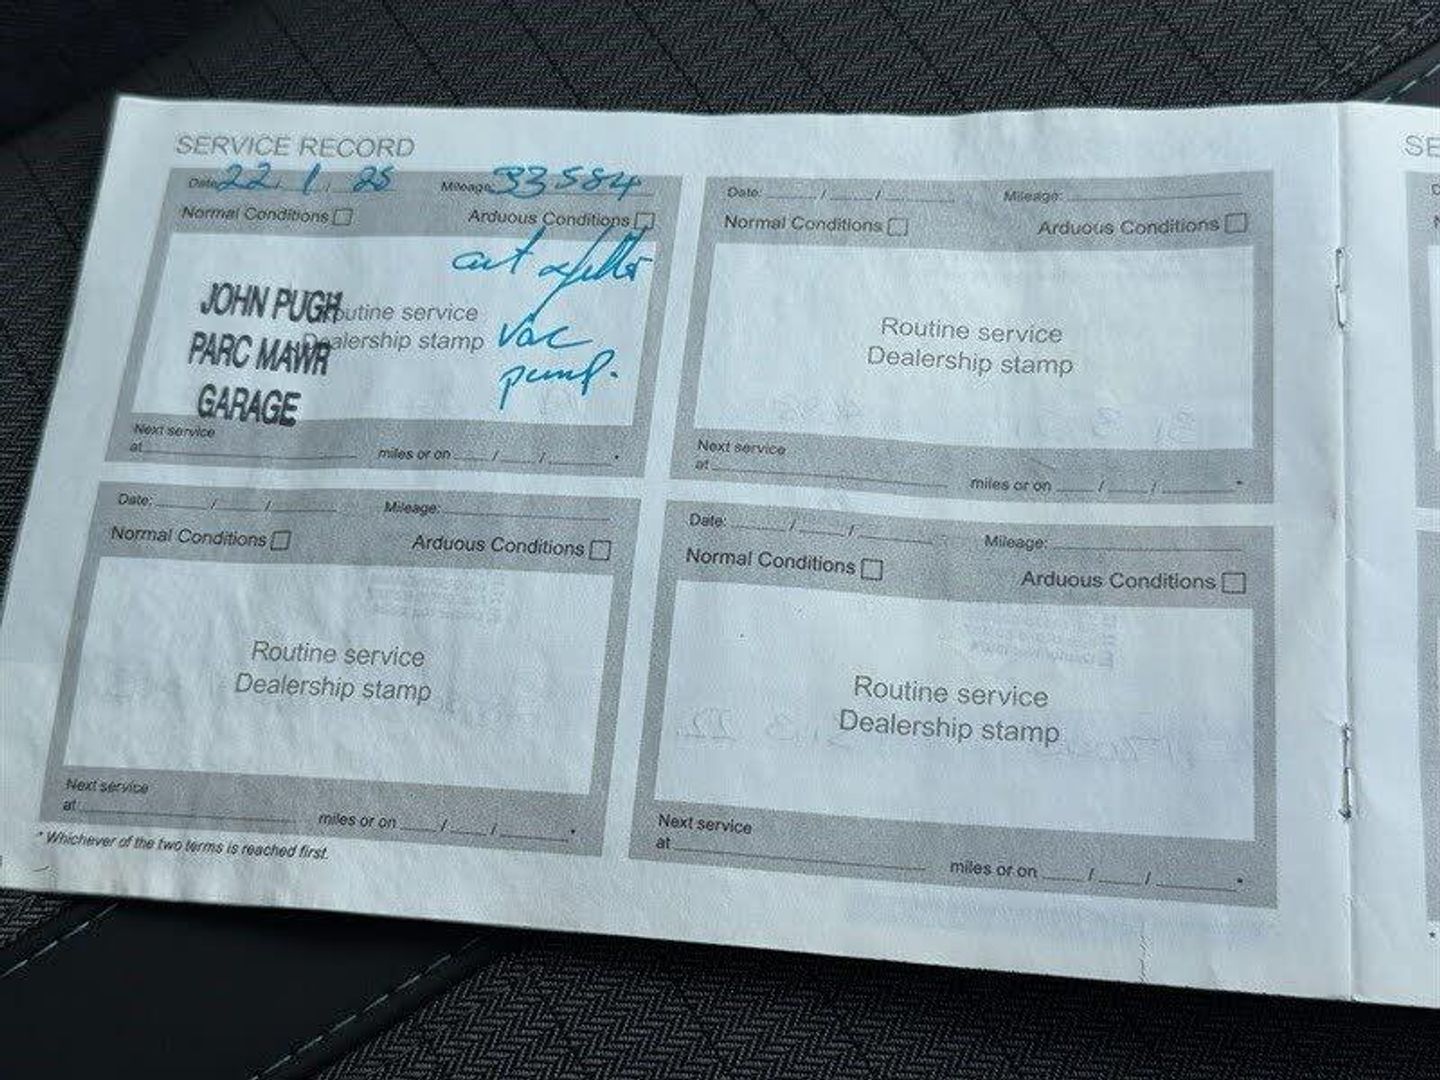 SERVICE RECORD
SE
Date: 22 / 1 / 25 Mileage: 33584
Normal Conditions Arduous Conditions
vac
pump.
JOHN PUGH
PARC MAWR
GARAGE
Routine service
Dealership stamp
Next service
at miles or on / / *
Date: / / Mileage:
Normal Conditions Arduous Conditions
Routine service
Dealership stamp
Next service
at miles or on / / *
Date: / / Mileage:
Normal Conditions Arduous Conditions
Routine service
Dealership stamp
Next service
at miles or on / / *
Date: / / Mileage:
Normal Conditions Arduous Conditions
Routine service
Dealership stamp
Next service
at miles or on / / *
* Whichever of the two terms is reached first.